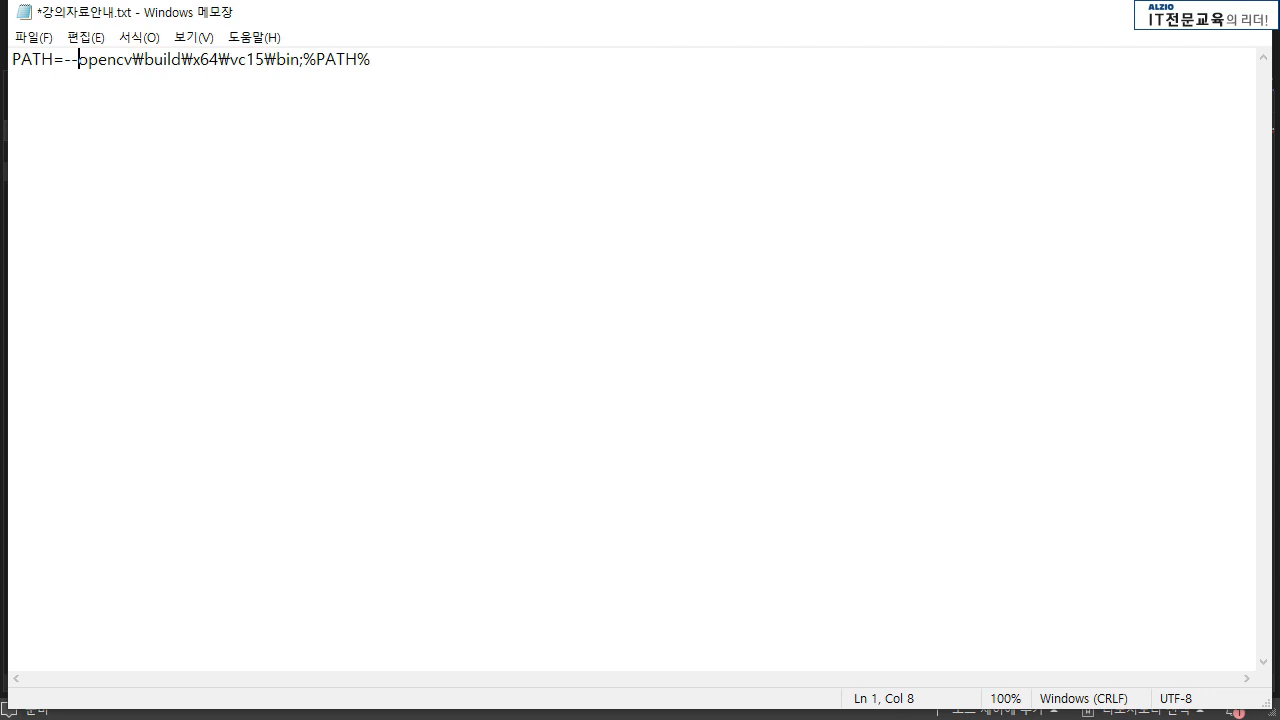 *강의자료안내.txt - Windows 메모장
ALZIO
IT전문교육의 리더!
파일(F) 편집(E) 서식(O) 보기(V) 도움말(H)
PATH=--opencv₩build₩x64₩vc15₩bin;%PATH%
Ln 1, Col 8 100% Windows (CRLF) UTF-8